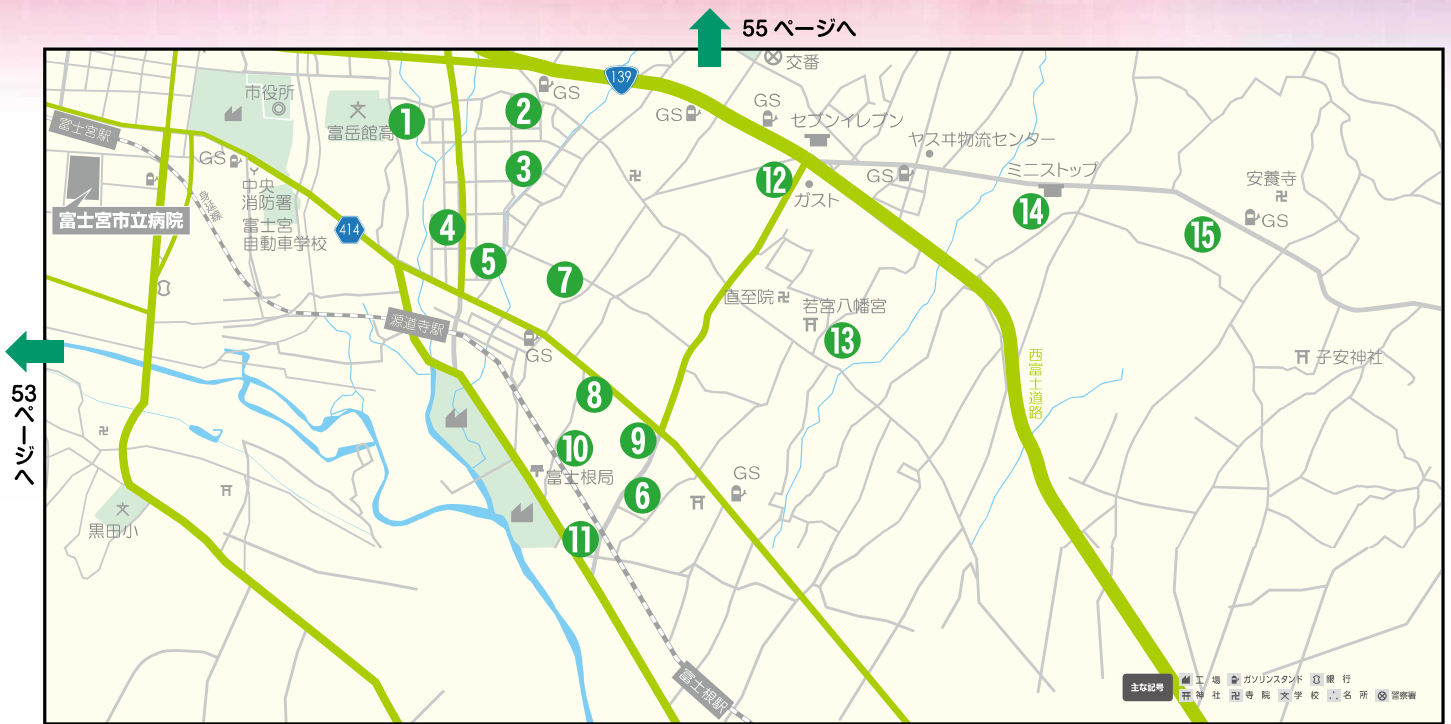 55 ページへ
交番
139
GS
GS
GS
市役所
1
2
富岳館高
セブンイレブン
富士宮駅
ヤスヰ物流センター
GS
3
12
GS
ミニストップ
安養寺
中央
消防署
身延線
ガスト
14
富士宮市立病院
富士宮
自動車学校
414
4
15
GS
5
7
直至院
若宮八幡宮
源道寺駅
13
GS
西富士道路
子安神社
53ページへ
8
10
9
富士根局
6
GS
黒田小
11
富士根駅
主な記号
工場 ガソリンスタンド 銀行
神社 寺院 文 学校 名所 警察署